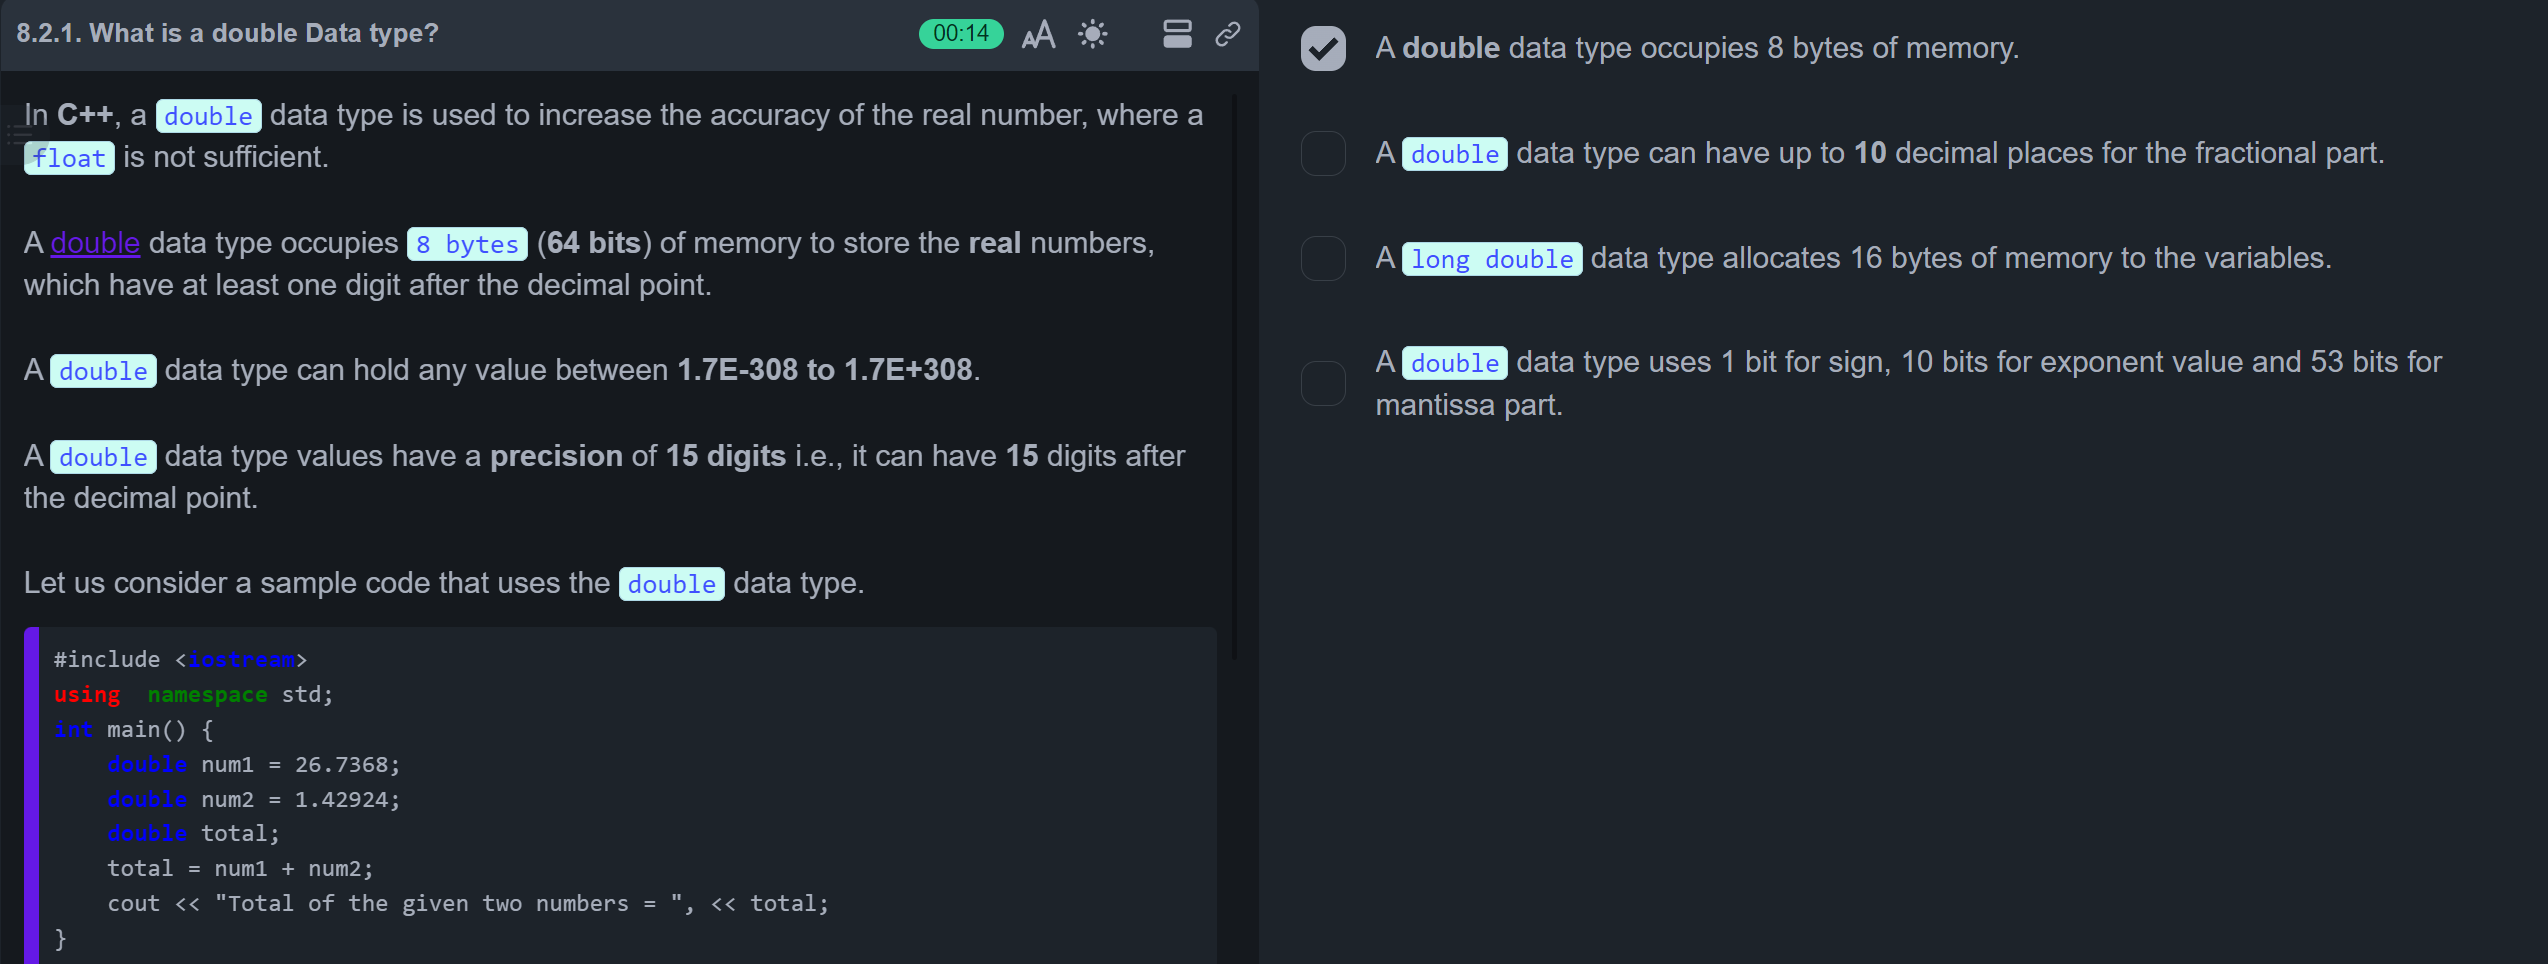 8.2.1. What is a double Data type?
00:14
In C++, a double data type is used to increase the accuracy of the real number, where a
float is not sufficient.
A double data type occupies 8 bytes (64 bits) of memory to store the real numbers,
which have at least one digit after the decimal point.
A double data type can hold any value between 1.7E-308 to 1.7E+308.
A double data type values have a precision of 15 digits i.e., it can have 15 digits after
the decimal point.
Let us consider a sample code that uses the double data type.
#include <iostream>
using  namespace std;
int main() {
    double num1 = 26.7368;
    double num2 = 1.42924;
    double total;
    total = num1 + num2;
    cout << "Total of the given two numbers = ", << total;
}
A double data type occupies 8 bytes of memory.
A double data type can have up to 10 decimal places for the fractional part.
A long double data type allocates 16 bytes of memory to the variables.
A double data type uses 1 bit for sign, 10 bits for exponent value and 53 bits for
mantissa part.